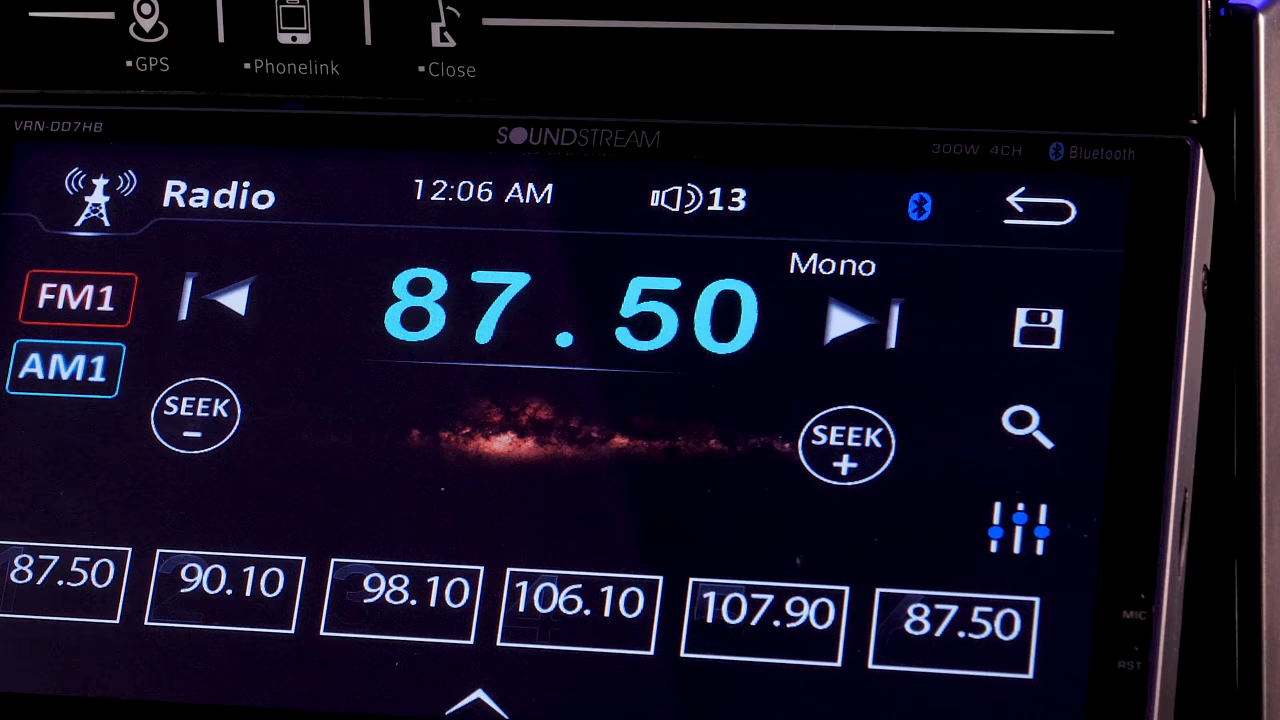 ▪GPS ▪Phonelink ▪Close
VRN-DD7HB SOUNDSTREAM 300W 4CH Bluetooth
Radio 12:06 AM 13
Mono
FM1 87.50
AM1
SEEK - SEEK +
87.50 90.10 98.10 106.10 107.90 87.50
MIC
RST